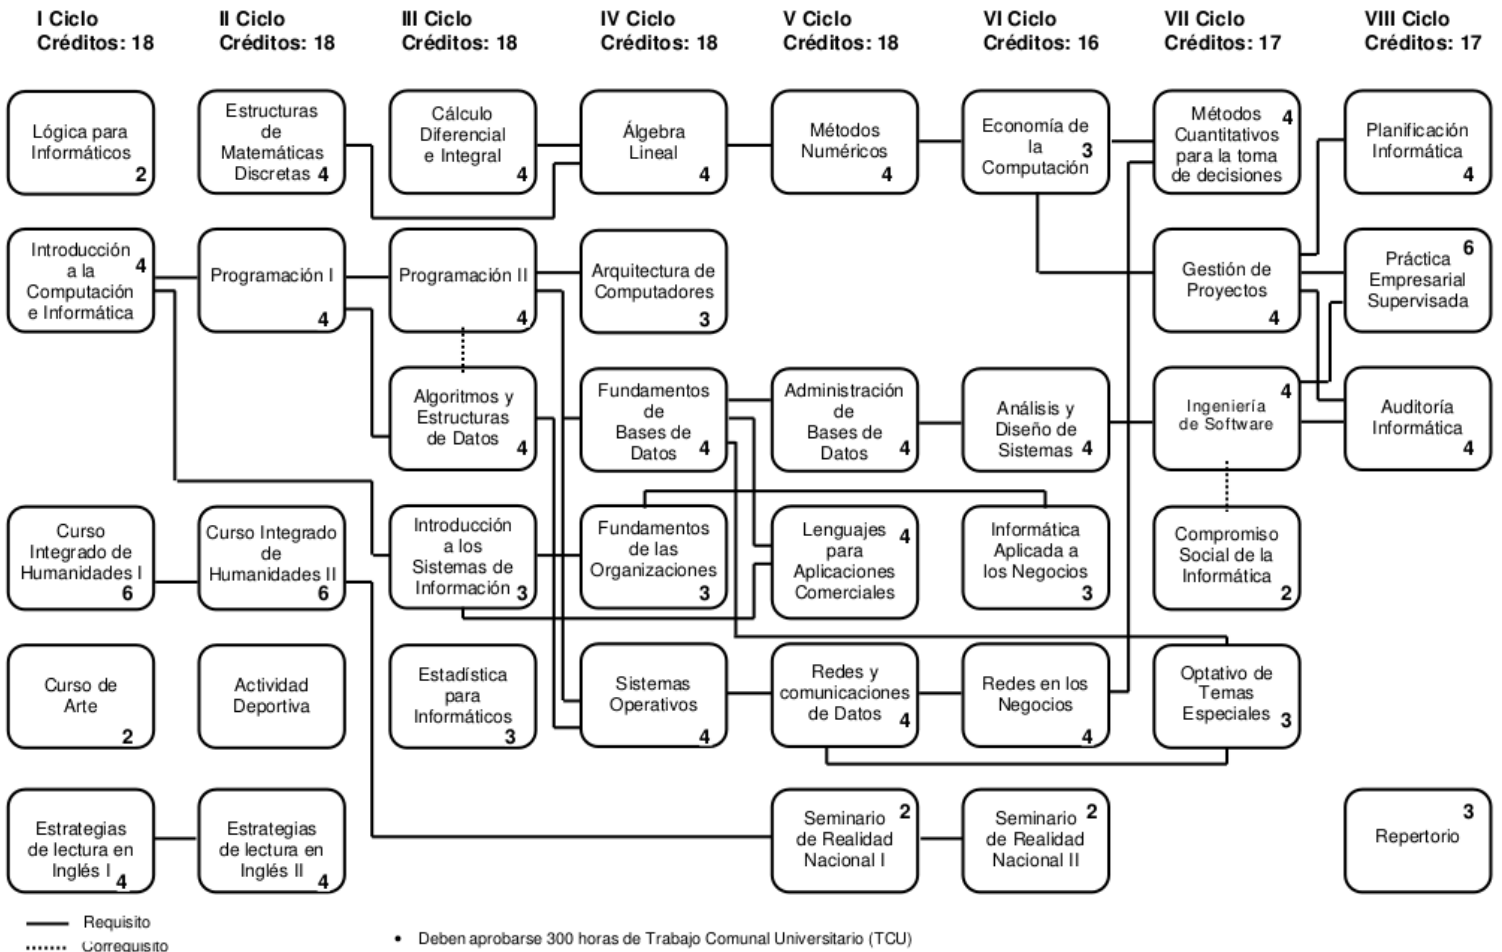 I Ciclo
Créditos: 18
II Ciclo
Créditos: 18
III Ciclo
Créditos: 18
IV Ciclo
Créditos: 18
V Ciclo
Créditos: 18
VI Ciclo
Créditos: 16
VII Ciclo
Créditos: 17
VIII Ciclo
Créditos: 17
Lógica para
Informáticos
2
Estructuras
de
Matemáticas
Discretas 4
Cálculo
Diferencial
e Integral
4
Álgebra
Lineal
4
Métodos
Numéricos
4
Economía de
la
Computación
3
Métodos 4
Cuantitativos
para la toma
de decisiones
Planificación
Informática
4
Introducción
a la 4
Computación
e Informática
Programación I
4
Programación II
4
Arquitectura de
Computadores
3
Gestión de
Proyectos
4
6
Práctica
Empresarial
Supervisada
Algoritmos y
Estructuras
de Datos
4
Fundamentos
de
Bases de
Datos 4
Administración
de
Bases de
Datos 4
Análisis y
Diseño de
Sistemas 4
4
Ingeniería
de Software
Auditoría
Informática
4
Curso
Integrado de
Humanidades I
6
Curso Integrado
de
Humanidades II
6
Introducción
a los
Sistemas de
Información 3
Fundamentos
de las
Organizaciones
3
Lenguajes 4
para
Aplicaciones
Comerciales
Informática
Aplicada a
los Negocios
3
Compromiso
Social de la
Informática
2
Curso de
Arte
2
Actividad
Deportiva
Estadística
para
Informáticos
3
Sistemas
Operativos
4
Redes y
comunicaciones
de Datos
4
Redes en los
Negocios
4
Optativo de
Temas
Especiales 3
Estrategias
de lectura en
Inglés I 4
Estrategias
de lectura en
Inglés II 4
Seminario 2
de Realidad
Nacional I
Seminario 2
de Realidad
Nacional II
3
Repertorio
Requisito
Correquisito
• Deben aprobarse 300 horas de Trabajo Comunal Universitario (TCU)